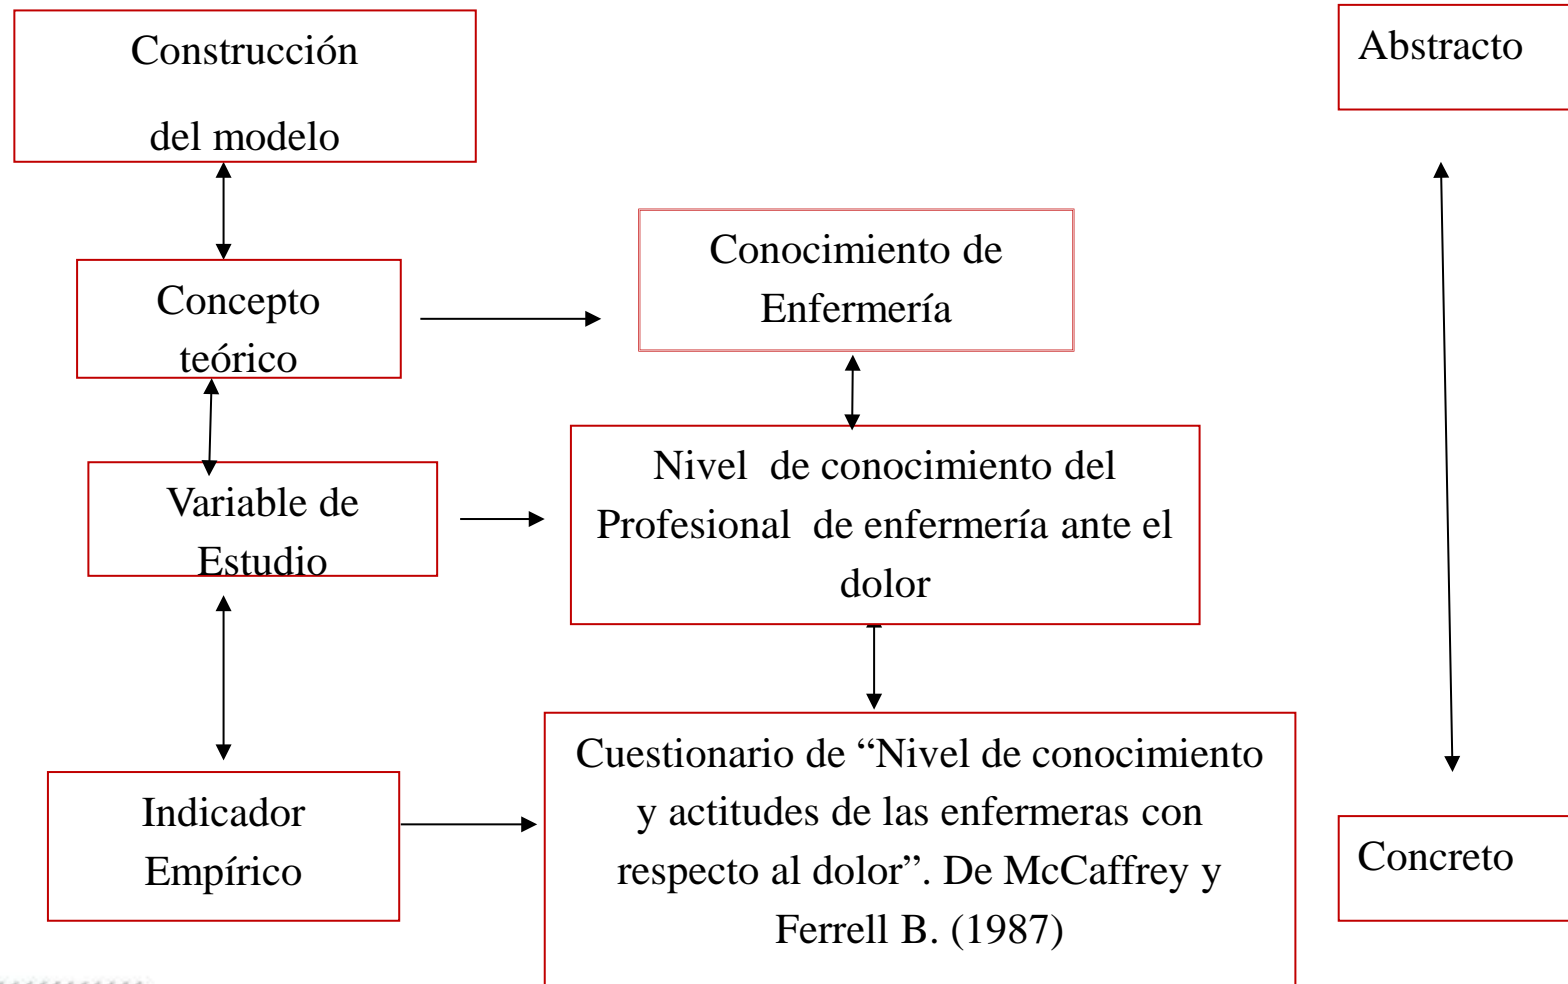 Construcción
del modelo
Abstracto
Concepto
teórico
Conocimiento de
Enfermería
Variable de
Estudio
Nivel de conocimiento del
Profesional de enfermería ante el
dolor
Indicador
Empírico
Cuestionario de “Nivel de conocimiento
y actitudes de las enfermeras con
respecto al dolor”. De McCaffrey y
Ferrell B. (1987)
Concreto